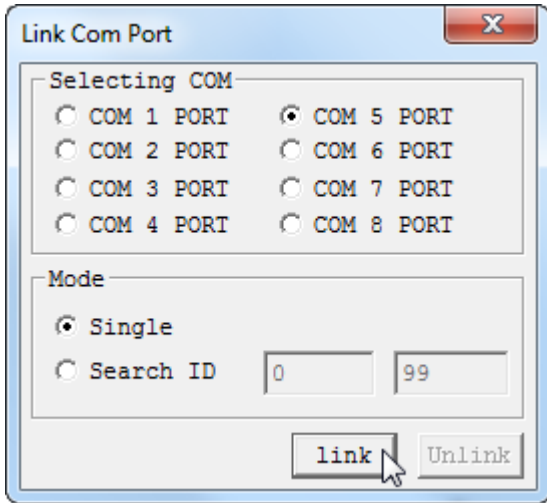 Link Com Port
Selecting COM
COM 1 PORT COM 5 PORT
COM 2 PORT COM 6 PORT
COM 3 PORT COM 7 PORT
COM 4 PORT COM 8 PORT
Mode
Single
Search ID 0 99
link Unlink